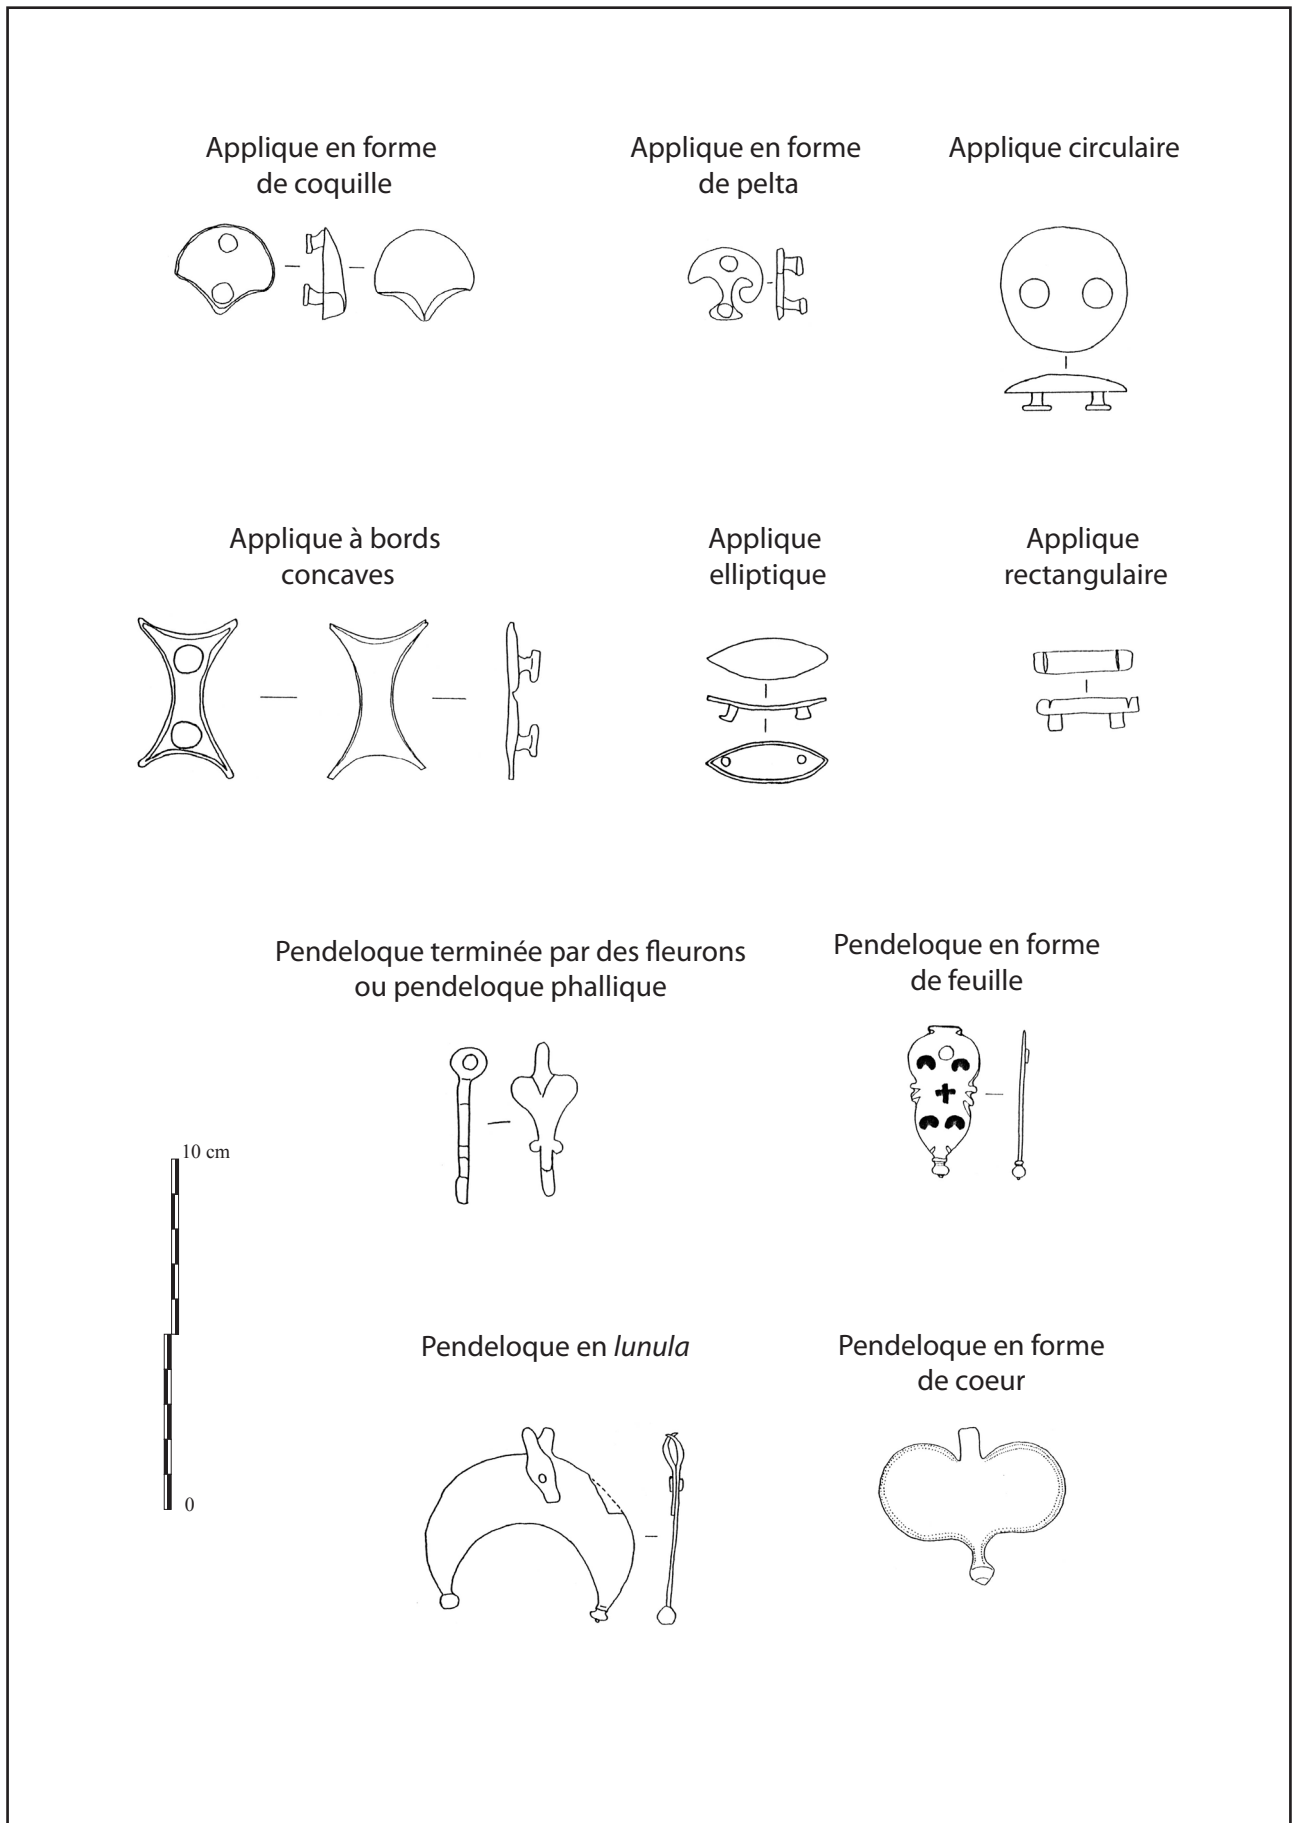 Applique en forme
de coquille
Applique en forme
de pelta
Applique circulaire
Applique à bords
concaves
Applique
elliptique
Applique
rectangulaire
Pendeloque terminée par des fleurons
ou pendeloque phallique
Pendeloque en forme
de feuille
10 cm
0
Pendeloque en lunula
Pendeloque en forme
de coeur